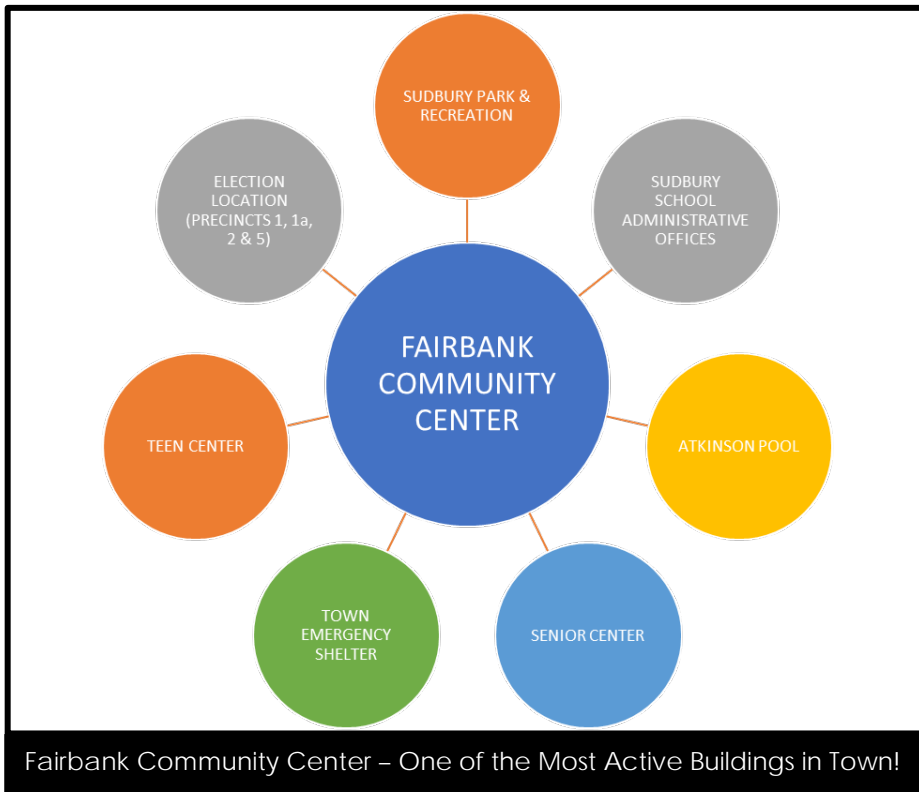 SUDBURY PARK &
RECREATION
SUDBURY
SCHOOL
ADMINISTRATIVE
OFFICES
ATKINSON POOL
SENIOR CENTER
TOWN
EMERGENCY
SHELTER
TEEN CENTER
ELECTION
LOCATION
(PRECINCTS 1, 1a,
2 & 5)
FAIRBANK
COMMUNITY
CENTER
Fairbank Community Center – One of the Most Active Buildings in Town!